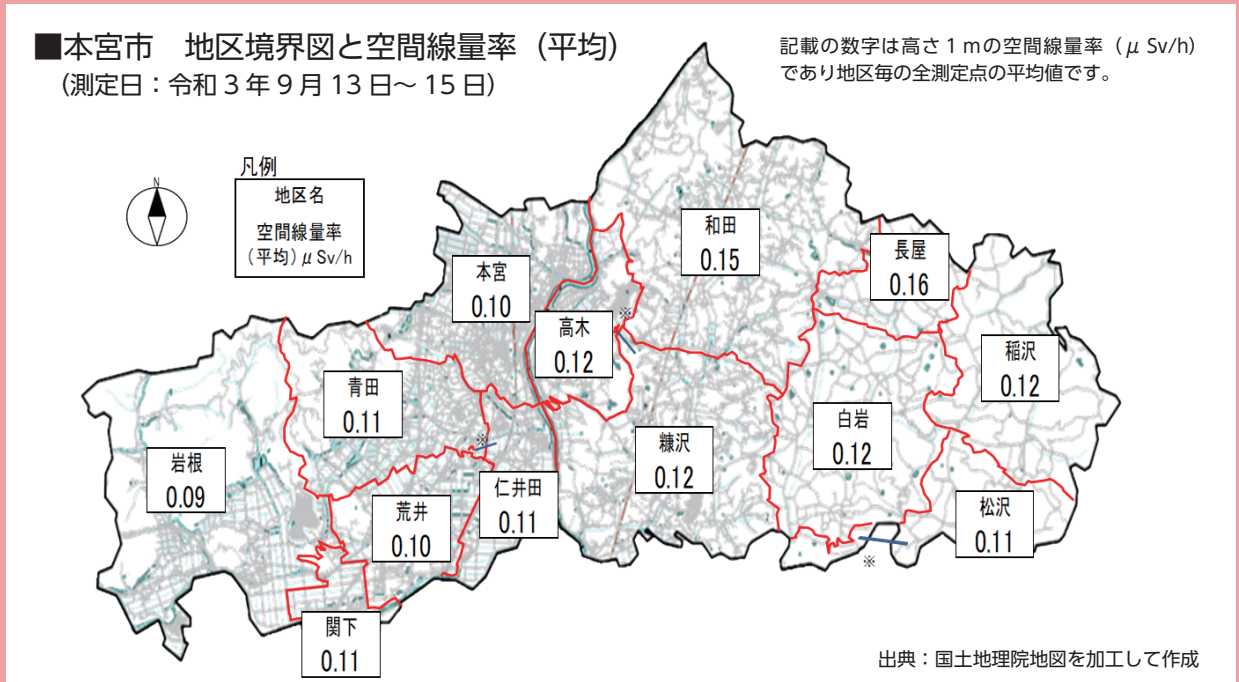 ■本宮市　地区境界図と空間線量率（平均）
（測定日：令和３年９月13日～15日）
記載の数字は高さ１ｍの空間線量率（μSv/h）
であり地区毎の全測定点の平均値です。
凡例
地区名
空間線量率
（平均）μSv/h
N
和田
0.15
長屋
0.16
本宮
0.10
※
高木
0.12
稲沢
0.12
青田
0.11
白岩
0.12
※
糠沢
0.12
岩根
0.09
仁井田
0.11
荒井
0.10
松沢
0.11
※
関下
0.11
出典：国土地理院地図を加工して作成